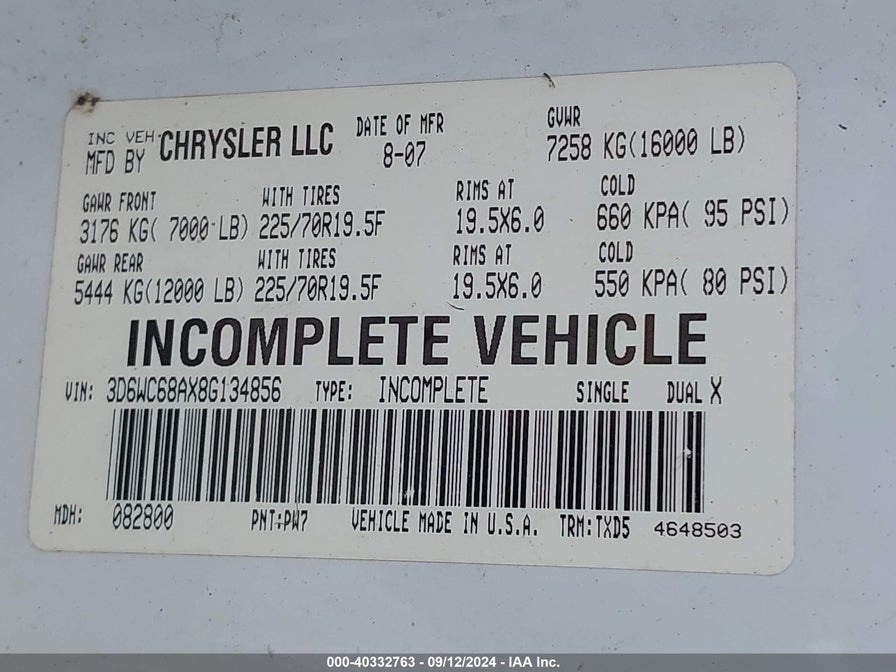 INC VEH MFD BY CHRYSLER LLC DATE OF MFR 8-07 GVWR 7258 KG(16000 LB)
GAWR FRONT WITH TIRES RIMS AT COLD
3176 KG( 7000 LB) 225/70R19.5F 19.5X6.0 660 KPA( 95 PSI)
GAWR REAR WITH TIRES RIMS AT COLD
5444 KG(12000 LB) 225/70R19.5F 19.5X6.0 550 KPA( 80 PSI)
INCOMPLETE VEHICLE
VIN: 3D6WC68AX8G134856 TYPE: INCOMPLETE SINGLE DUAL X
MDH: 082800 PNT:PW7 VEHICLE MADE IN U.S.A. TRM:TXD5 4648503
000-40332763 - 09/12/2024 - IAA Inc.